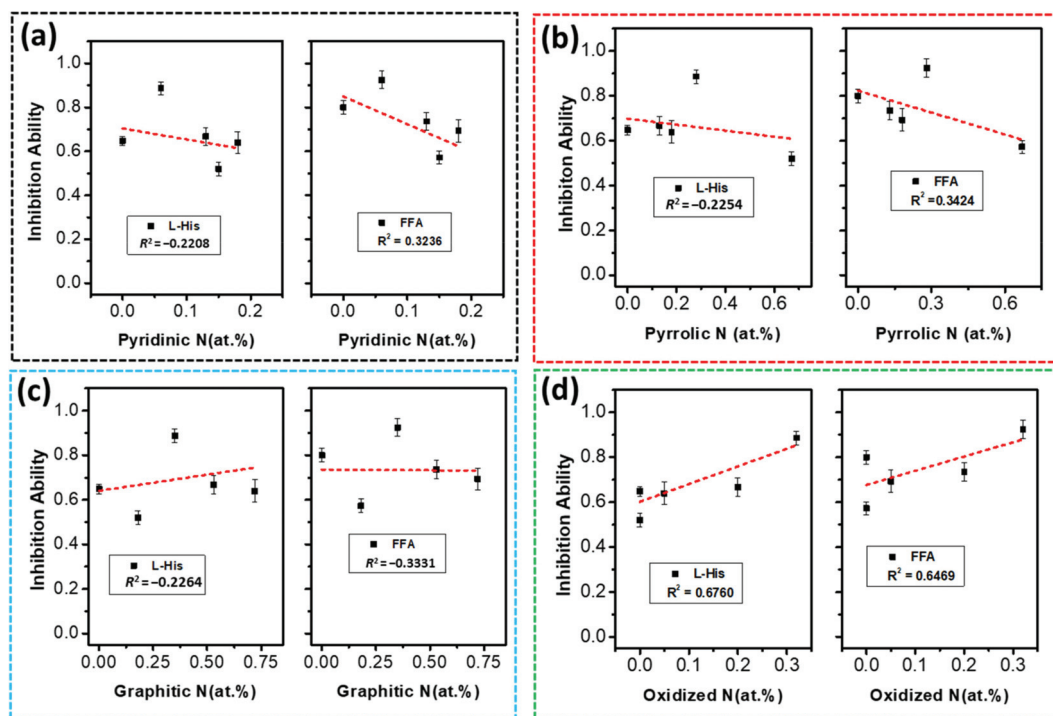 (a)
Inhibition Ability
1.0
0.8
0.6
0.4
0.2
0.0
L-His
R² = −0.2208
0.0 0.1 0.2
Pyridinic N(at.%)
FFA
R² = 0.3236
0.0 0.1 0.2
Pyridinic N(at.%)
(b)
Inhibiton Ability
1.0
0.8
0.6
0.4
0.2
0.0
L-His
R² = −0.2254
0.0 0.2 0.4 0.6
Pyrrolic N (at.%)
FFA
R² = 0.3424
0.0 0.3 0.6
Pyrrolic N (at.%)
(c)
Inhibition Ability
1.0
0.8
0.6
0.4
0.2
0.0
L-His
R² = −0.2264
0.00 0.25 0.50 0.75
Graphitic N(at.%)
FFA
R² = −0.3331
0.00 0.25 0.50 0.75
Graphitic N(at.%)
(d)
Inhibition Ability
1.0
0.8
0.6
0.4
0.2
0.0
L-His
R² = 0.6760
0.0 0.1 0.2 0.3
Oxidized N(at.%)
FFA
R² = 0.6469
0.0 0.1 0.2 0.3
Oxidized N(at.%)